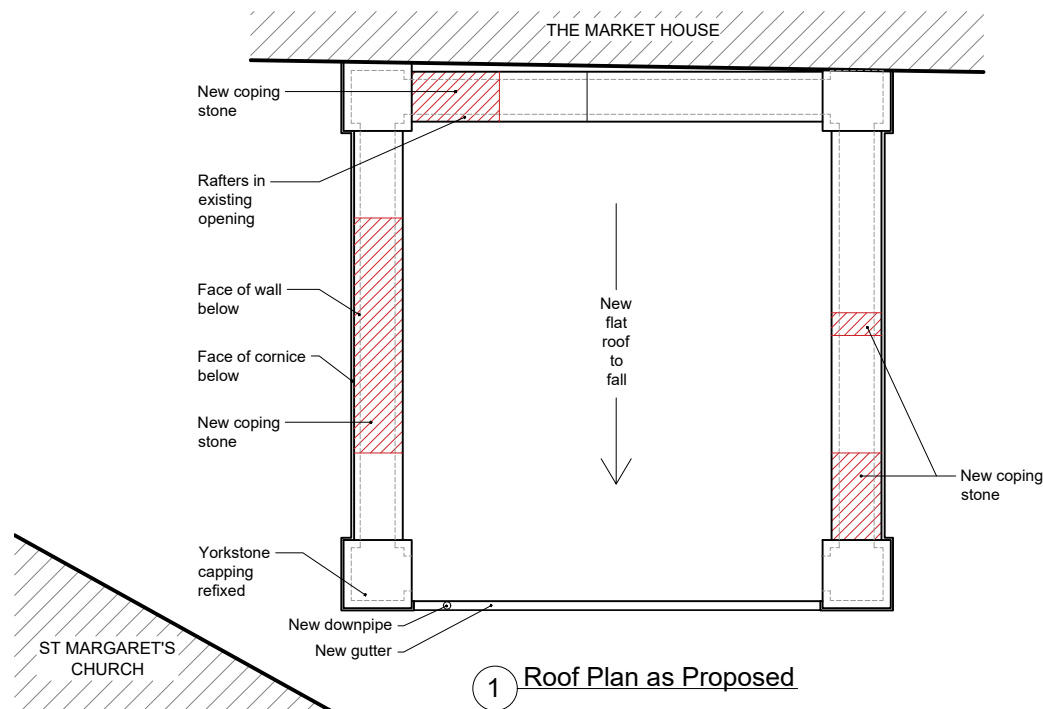 THE MARKET HOUSE
New coping
stone
Rafters in
existing
opening
Face of wall
below
Face of cornice
below
New coping
stone
New
flat
roof
to
fall
New coping
stone
Yorkstone
capping
refixed
New downpipe
New gutter
ST MARGARET'S
CHURCH
1 Roof Plan as Proposed